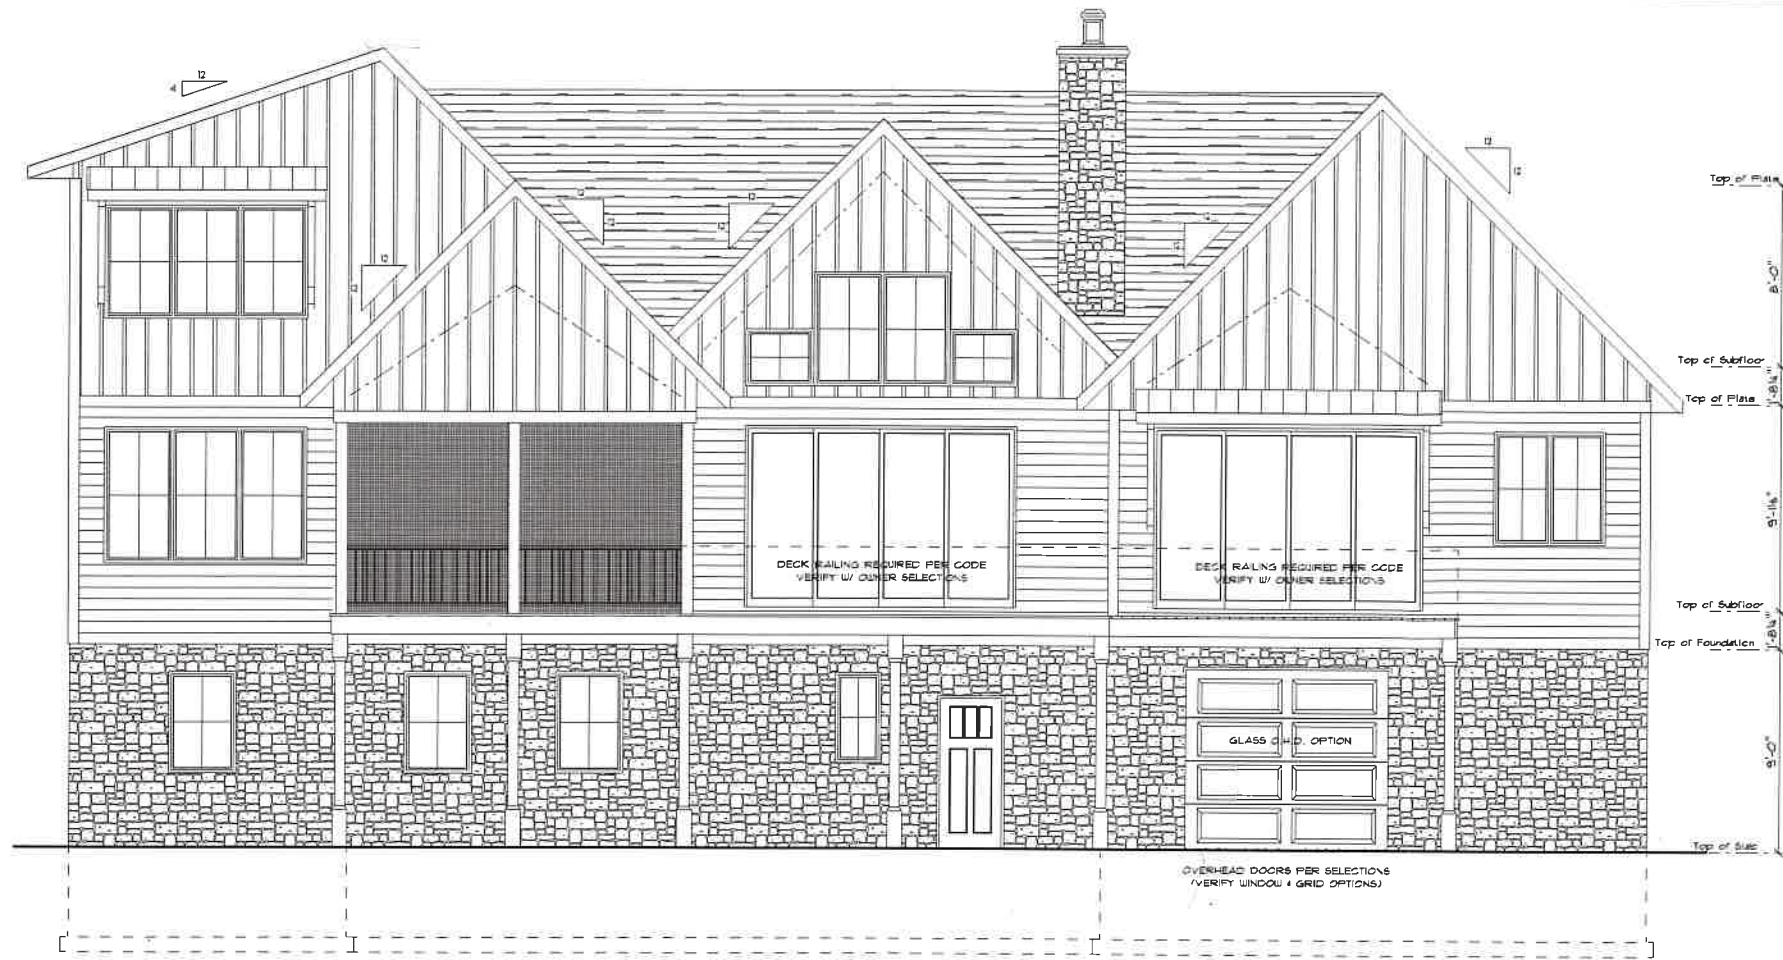 12
4
12
12
Top of Plate
12
12
12
12
12
12
12
12
12
8'-0"
Top of Subfloor
1'-8¼"
Top of Plate
9'-1⅛"
DECK RAILING REQUIRED PER CODE
VERIFY W/ OWNER SELECTIONS
DECK RAILING REQUIRED PER CODE
VERIFY W/ OWNER SELECTIONS
Top of Subfloor
1'-8¼"
Top of Foundation
GLASS O.H.D. OPTION
9'-0"
Top of Slab
OVERHEAD DOORS PER SELECTIONS
(VERIFY WINDOW & GRID OPTIONS)